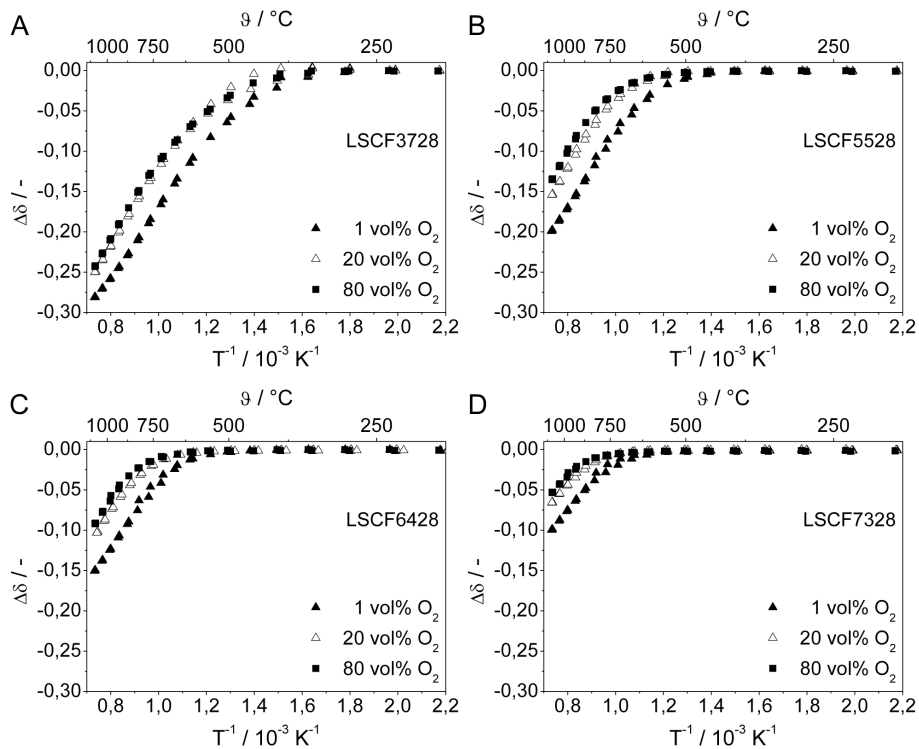 A
ϑ / °C
1000 750 500 250
0,00
-0,05
-0,10
-0,15
-0,20
-0,25
-0,30
Δδ / -
LSCF3728
1 vol% O₂
20 vol% O₂
80 vol% O₂
0,8 1,0 1,2 1,4 1,6 1,8 2,0 2,2
T⁻¹ / 10⁻³ K⁻¹
B
ϑ / °C
1000 750 500 250
0,00
-0,05
-0,10
-0,15
-0,20
-0,25
-0,30
Δδ / -
LSCF5528
1 vol% O₂
20 vol% O₂
80 vol% O₂
0,8 1,0 1,2 1,4 1,6 1,8 2,0 2,2
T⁻¹ / 10⁻³ K⁻¹
C
ϑ / °C
1000 750 500 250
0,00
-0,05
-0,10
-0,15
-0,20
-0,25
-0,30
Δδ / -
LSCF6428
1 vol% O₂
20 vol% O₂
80 vol% O₂
0,8 1,0 1,2 1,4 1,6 1,8 2,0 2,2
T⁻¹ / 10⁻³ K⁻¹
D
ϑ / °C
1000 750 500 250
0,00
-0,05
-0,10
-0,15
-0,20
-0,25
-0,30
Δδ / -
LSCF7328
1 vol% O₂
20 vol% O₂
80 vol% O₂
0,8 1,0 1,2 1,4 1,6 1,8 2,0 2,2
T⁻¹ / 10⁻³ K⁻¹